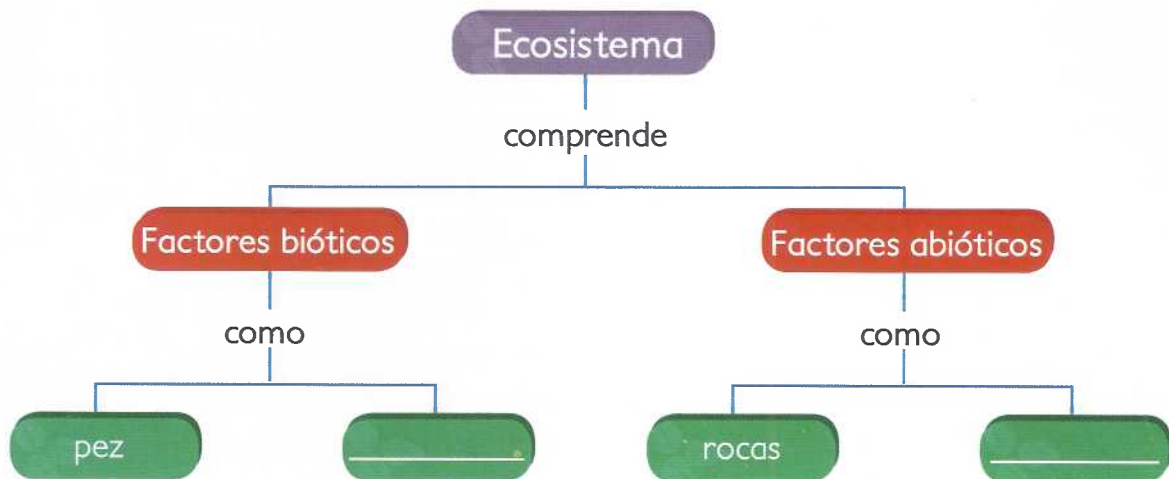 Ecosistema
comprende
Factores bióticos
Factores abióticos
como
como
pez
rocas